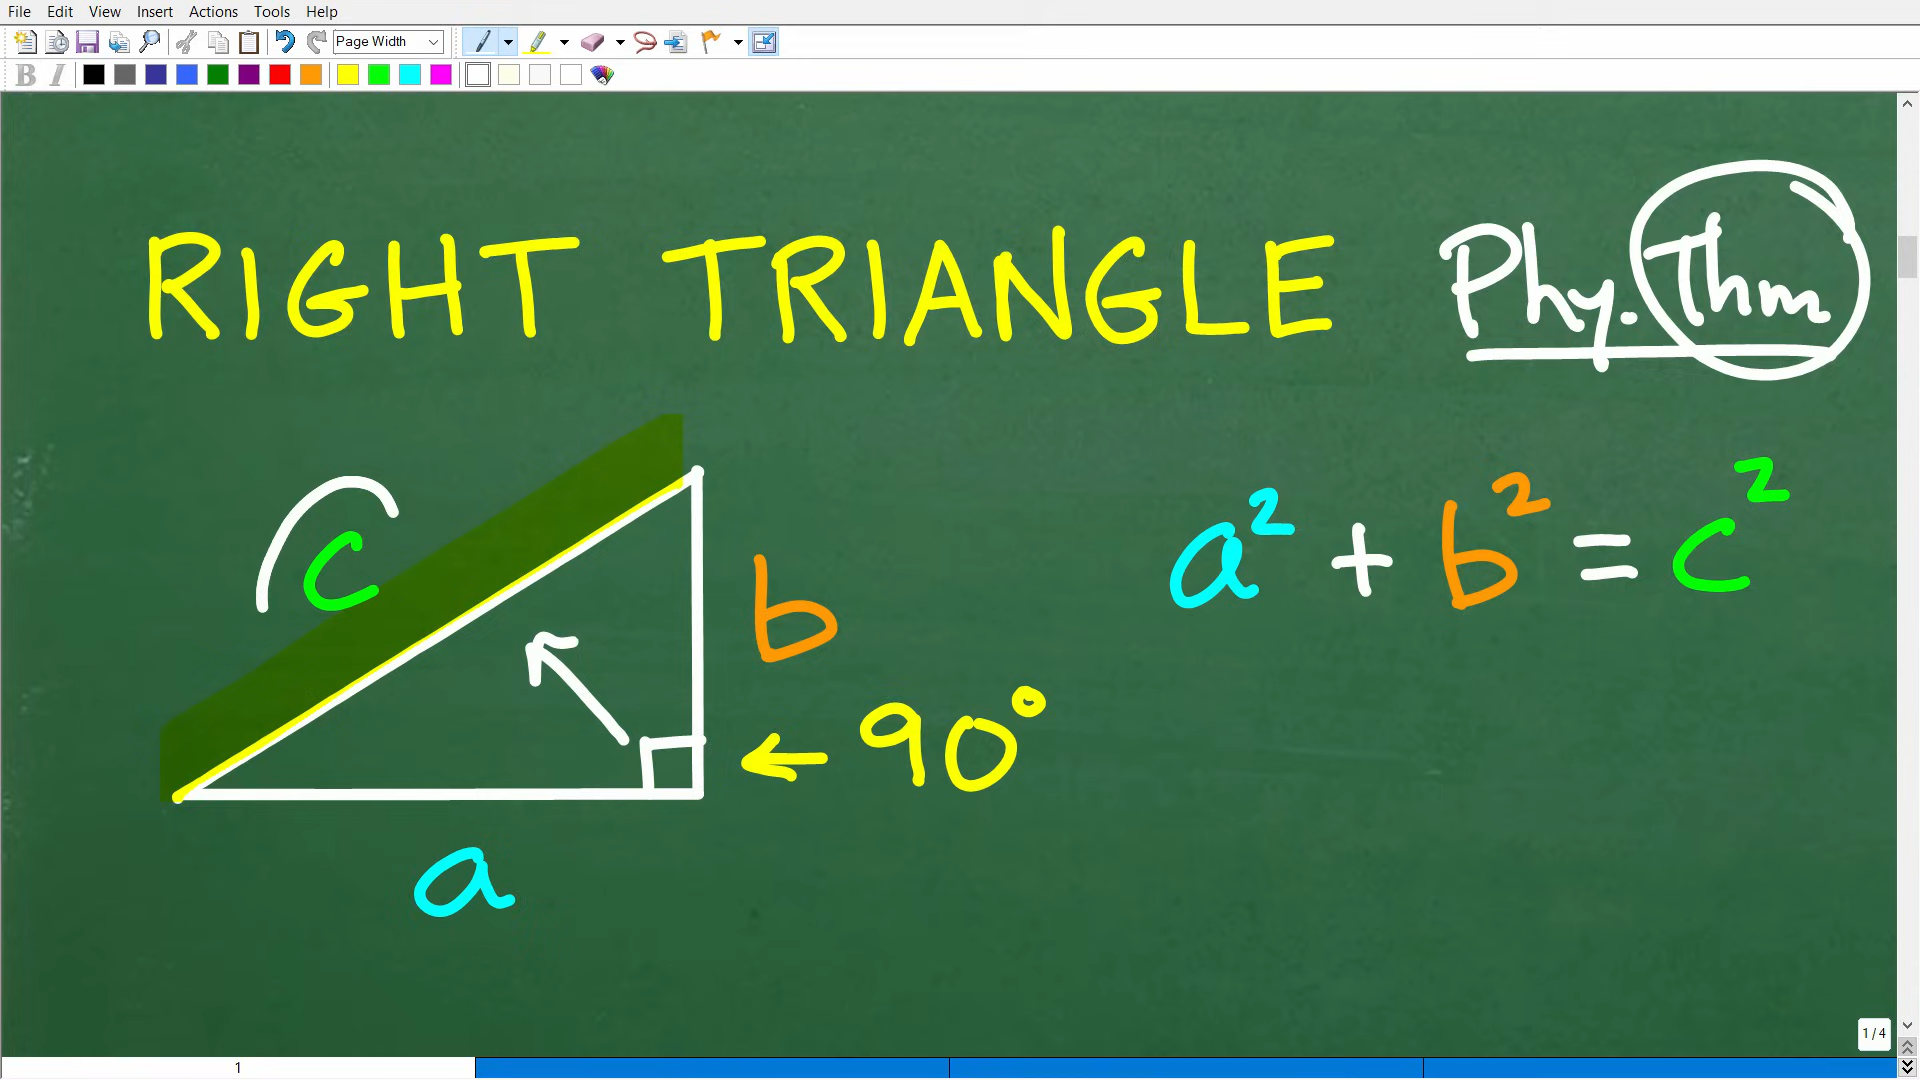 File Edit View Insert Actions Tools Help
Page Width
B I
RIGHT TRIANGLE Phy. Thm
c
b
a² + b² = c²
← 90°
a
1 / 4
1